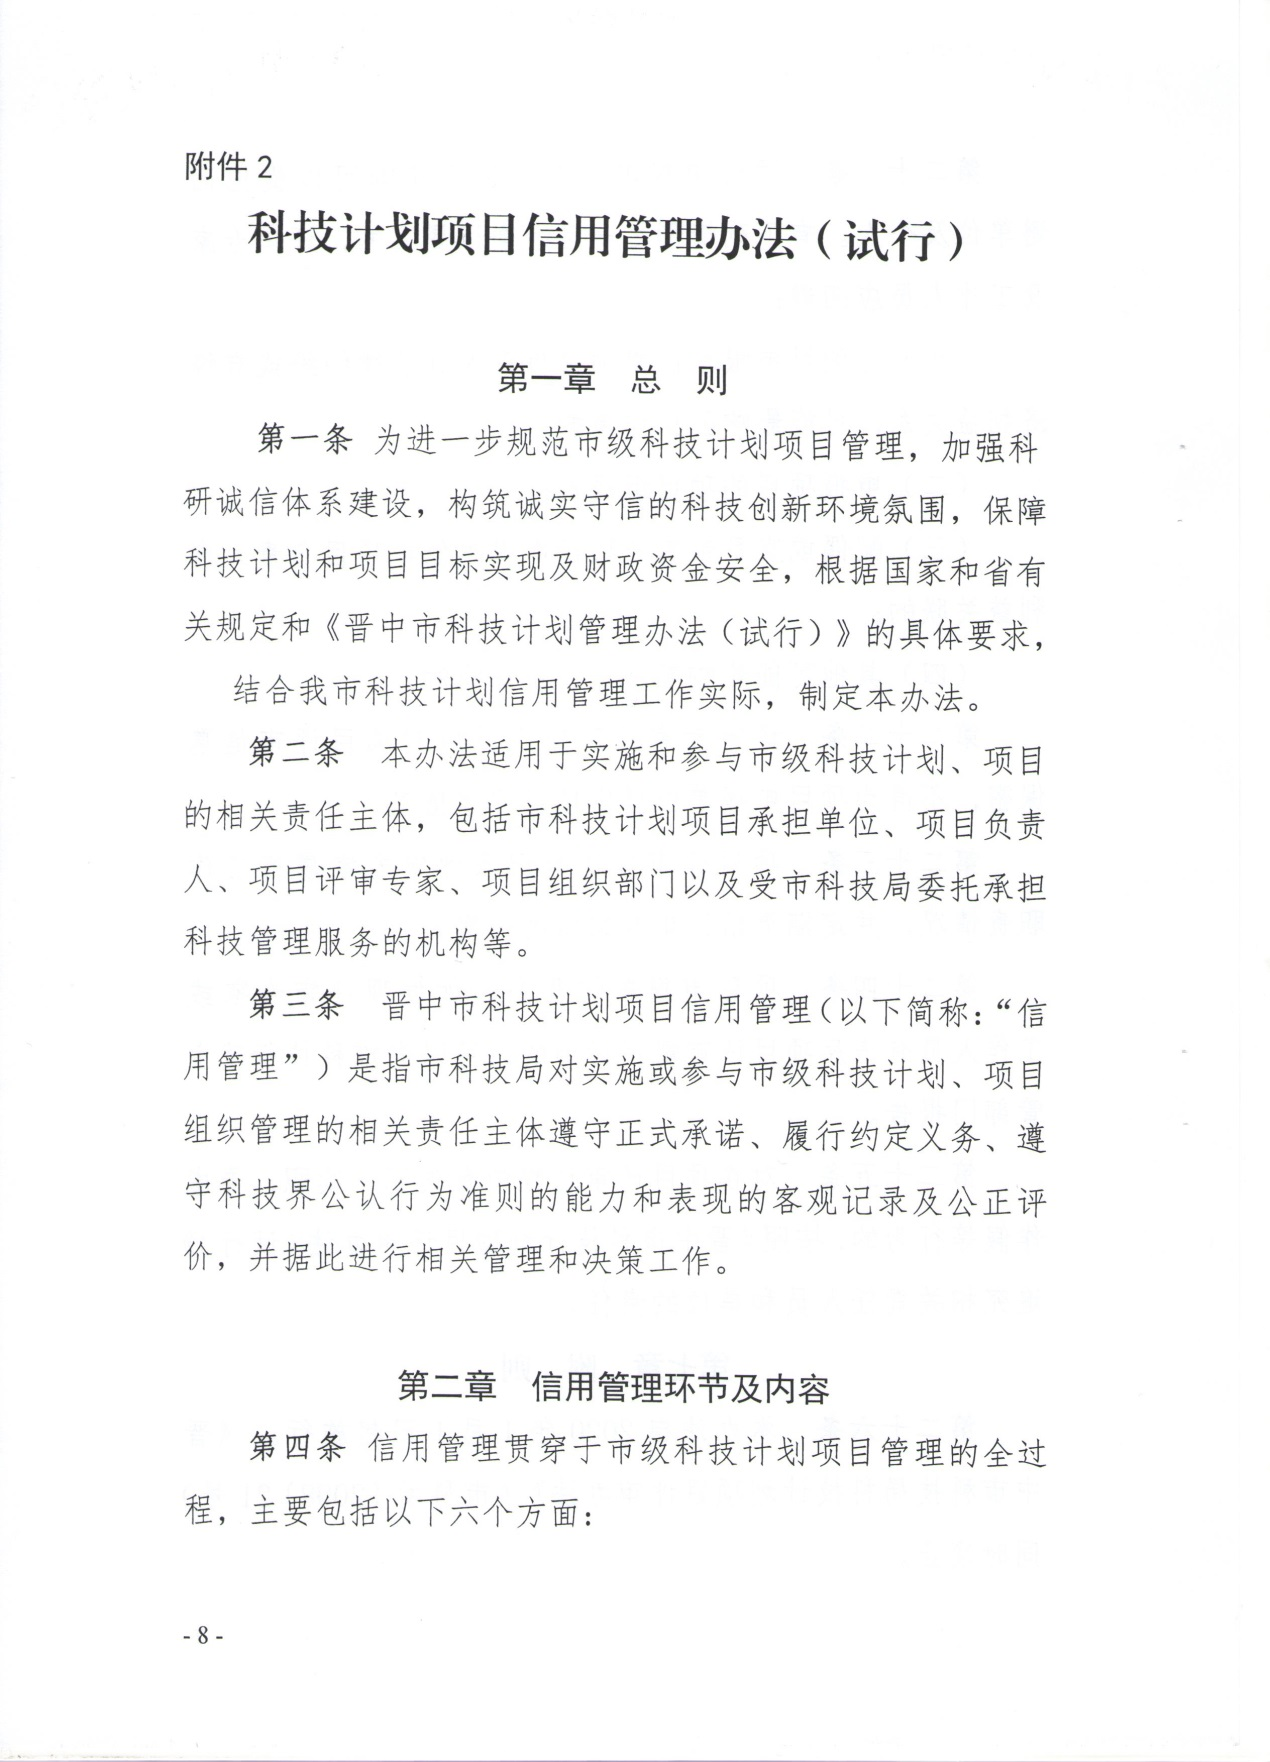 附件 2
科技计划项目信用管理办法（试行）
第一章 总 则
第一条 为进一步规范市级科技计划项目管理，加强科
研诚信体系建设，构筑诚实守信的科技创新环境氛围，保障
科技计划和项目目标实现及财政资金安全，根据国家和省有
关规定和《晋中市科技计划管理办法（试行）》的具体要求，
结合我市科技计划信用管理工作实际，制定本办法。
第二条 本办法适用于实施和参与市级科技计划、项目
的相关责任主体，包括市科技计划项目承担单位、项目负责
人、项目评审专家、项目组织部门以及受市科技局委托承担
科技管理服务的机构等。
第三条 晋中市科技计划项目信用管理（以下简称：“信
用管理”）是指市科技局对实施或参与市级科技计划、项目
组织管理的相关责任主体遵守正式承诺、履行约定义务、遵
守科技界公认行为准则的能力和表现的客观记录及公正评
价，并据此进行相关管理和决策工作。
第二章 信用管理环节及内容
第四条 信用管理贯穿于市级科技计划项目管理的全过
程，主要包括以下六个方面：
- 8 -